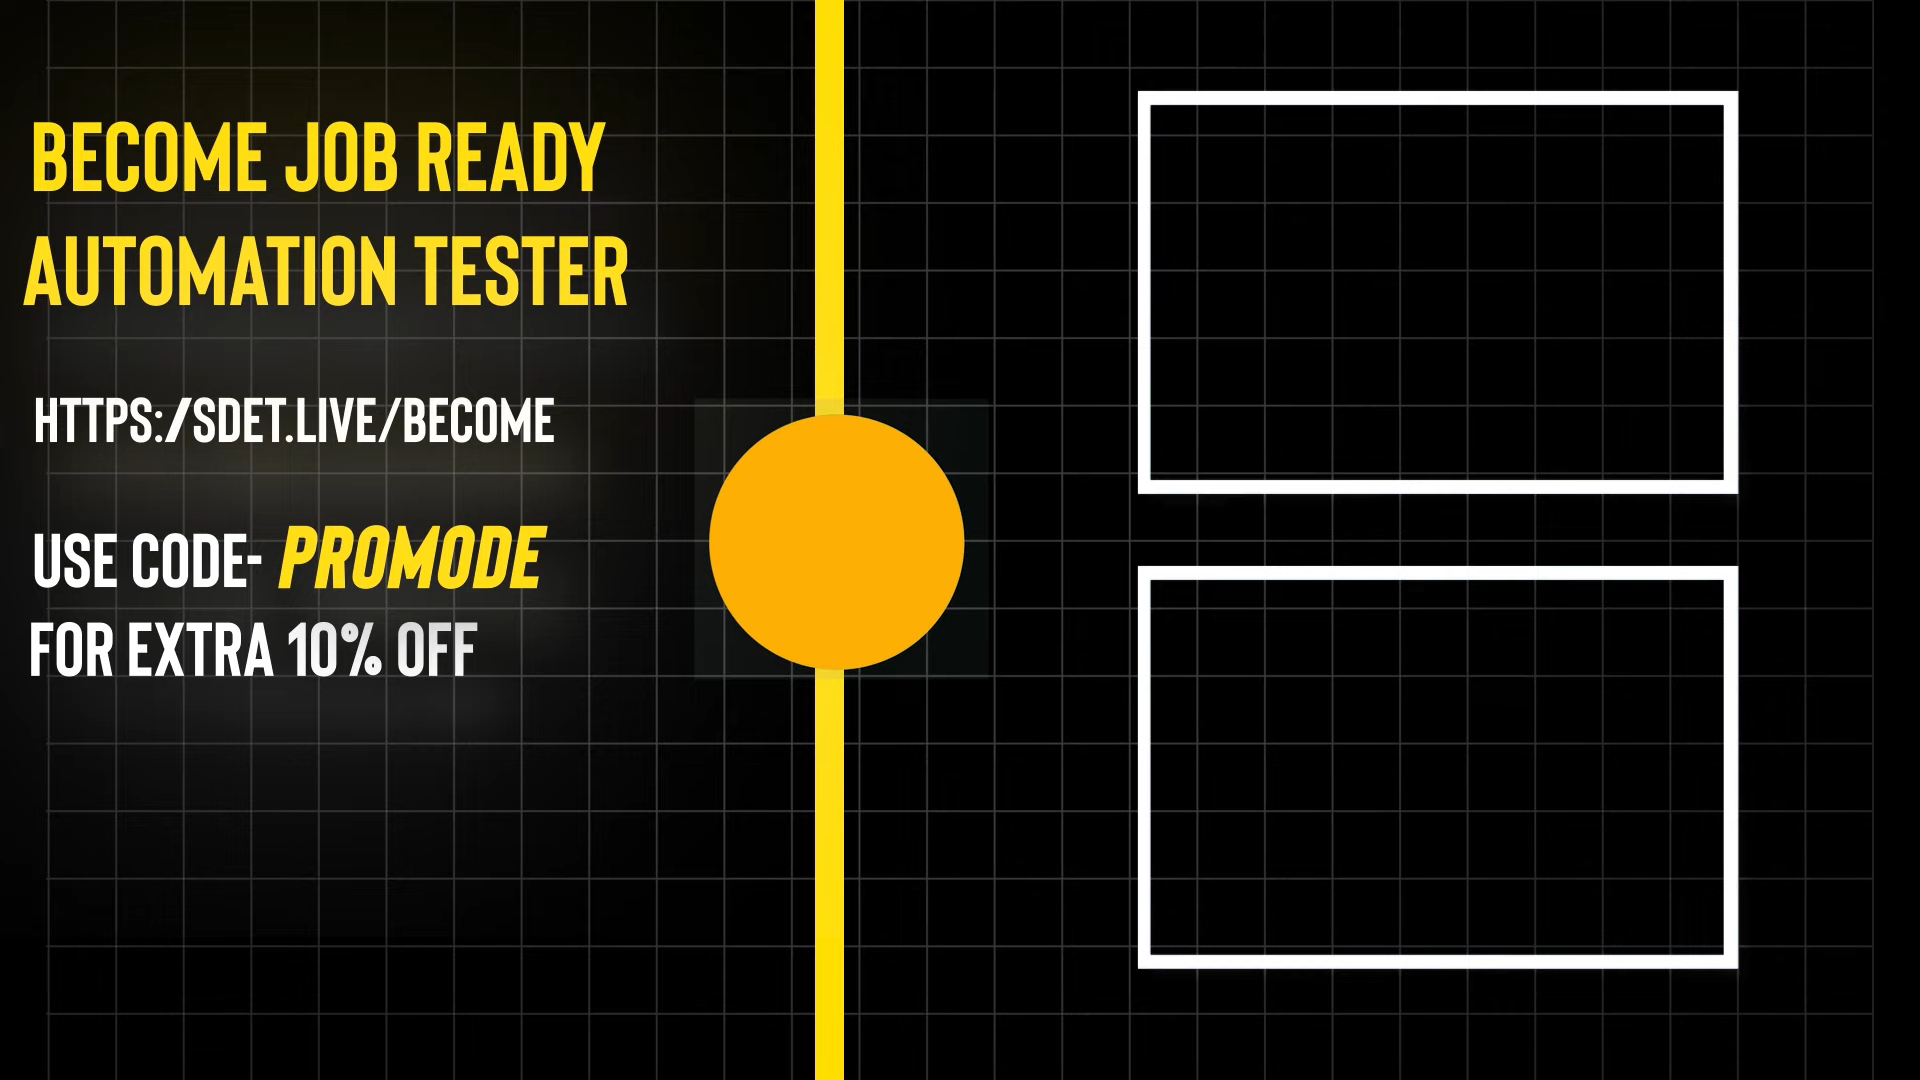 BECOME JOB READY
AUTOMATION TESTER
HTTPS://SDET.LIVE/BECOME
USE CODE- PROMODE
FOR EXTRA 10% OFF